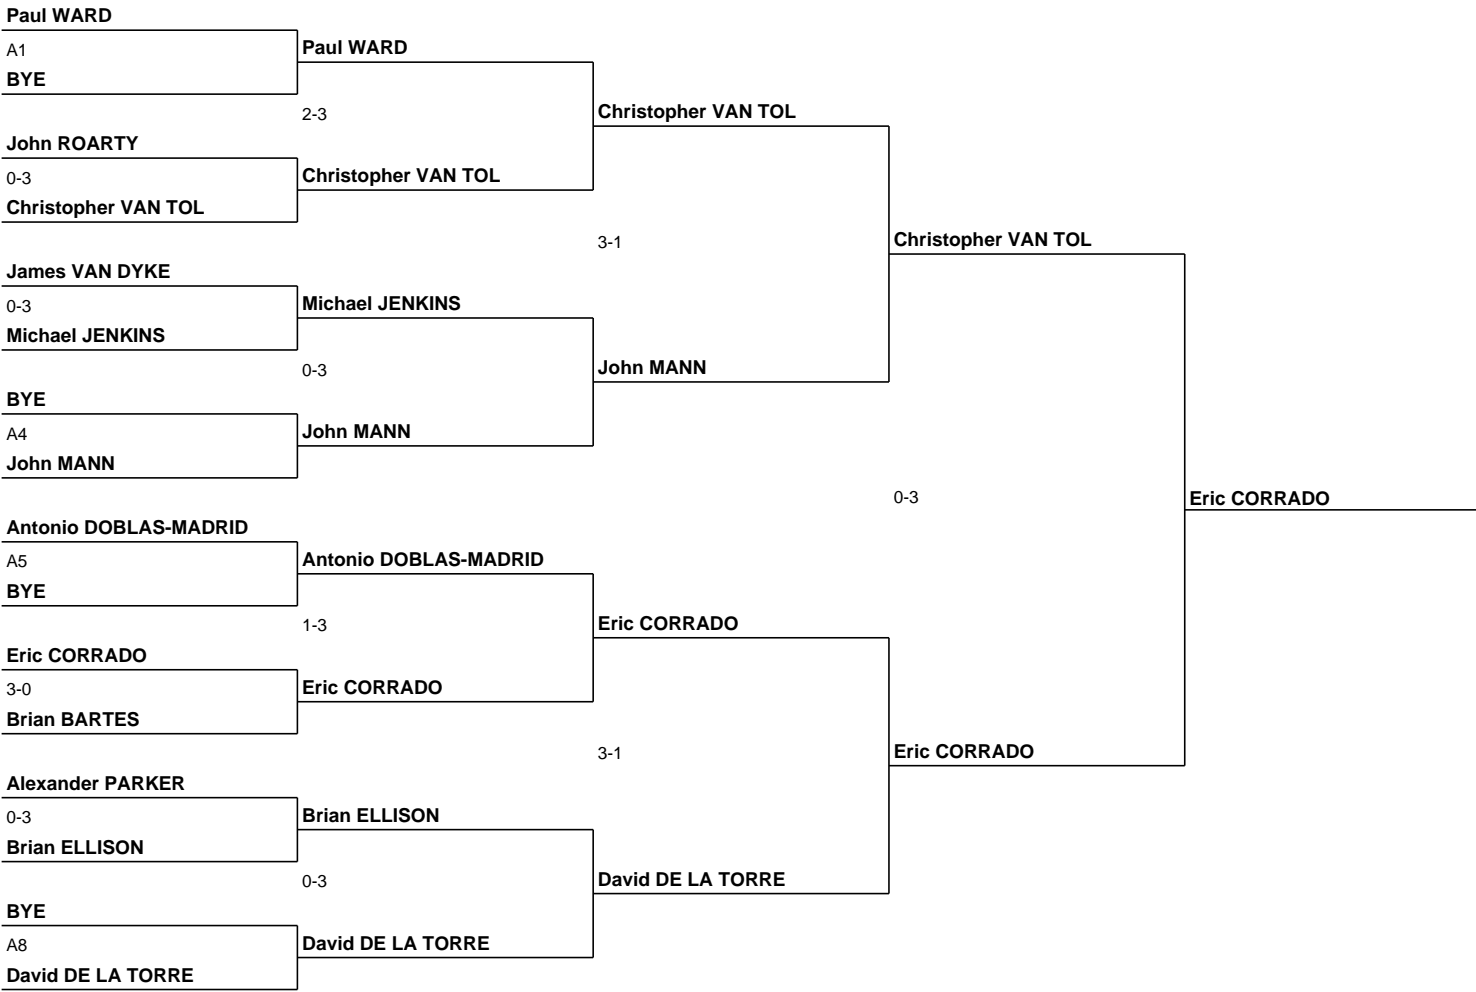 Paul WARD
A1
BYE
Paul WARD
2-3
John ROARTY
0-3
Christopher VAN TOL
Christopher VAN TOL
Christopher VAN TOL
3-1
James VAN DYKE
0-3
Michael JENKINS
Michael JENKINS
0-3
BYE
A4
John MANN
John MANN
John MANN
Christopher VAN TOL
0-3
Antonio DOBLAS-MADRID
A5
BYE
Antonio DOBLAS-MADRID
1-3
Eric CORRADO
3-0
Brian BARTES
Eric CORRADO
Eric CORRADO
3-1
Alexander PARKER
0-3
Brian ELLISON
Brian ELLISON
0-3
BYE
A8
David DE LA TORRE
David DE LA TORRE
David DE LA TORRE
Eric CORRADO
Eric CORRADO